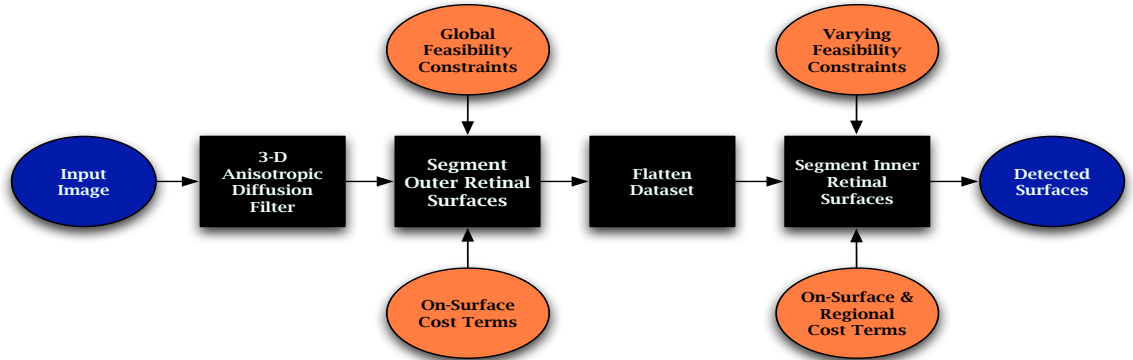 Global
Feasibility
Constraints
Varying
Feasibility
Constraints
Input
Image
3-D
Anisotropic
Diffusion
Filter
Segment
Outer Retinal
Surfaces
Flatten
Dataset
Segment Inner
Retinal
Surfaces
Detected
Surfaces
On-Surface
Cost Terms
On-Surface &
Regional
Cost Terms